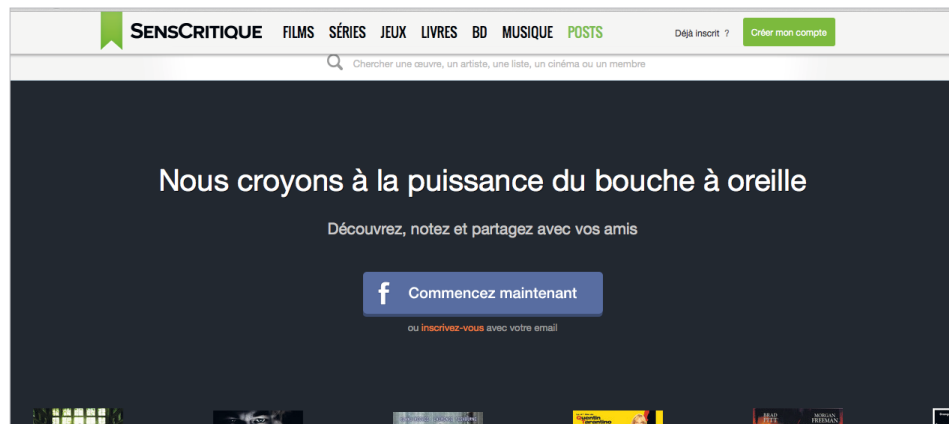 SENSCRITIQUE FILMS SÉRIES JEUX LIVRES BD MUSIQUE POSTS Déjà inscrit ? Créer mon compte
Chercher une œuvre, un artiste, une liste, un cinéma ou un membre
Nous croyons à la puissance du bouche à oreille
Découvrez, notez et partagez avec vos amis
f Commencez maintenant
ou inscrivez-vous avec votre email
Quentin Tarantino
BRAD PITT MORGAN FREEMAN